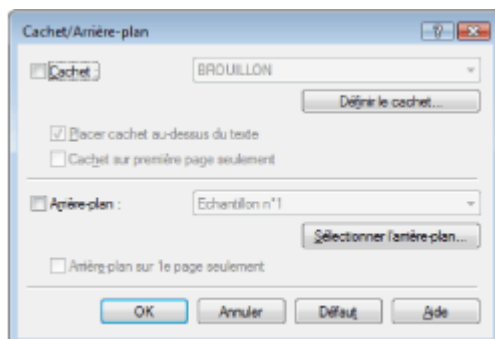 Cachet/Arrière-plan
Cachet : BROUILLON
Définir le cachet...
Placer cachet au-dessus du texte
Cachet sur première page seulement
Arrière-plan : Echantillon n°1
Sélectionner l'arrière-plan...
Arrière-plan sur 1e page seulement
OK Annuler Défaut Aide